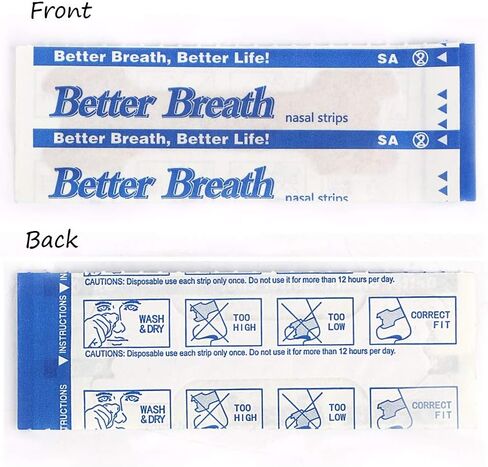 Front
Better Breath, Better Life! SA
Better Breath nasal strips
Better Breath, Better Life! SA
Better Breath nasal strips
Back
INSTRUCTIONS
CAUTIONS: Disposable use each strip only once. Do not use it for more than 12 hours per day.
WASH & DRY
TOO HIGH
TOO LOW
CORRECT FIT
CAUTIONS: Disposable use each strip only once. Do not use it for more than 12 hours per day.
WASH & DRY
TOO HIGH
TOO LOW
CORRECT FIT
TRUCTIONS
IN